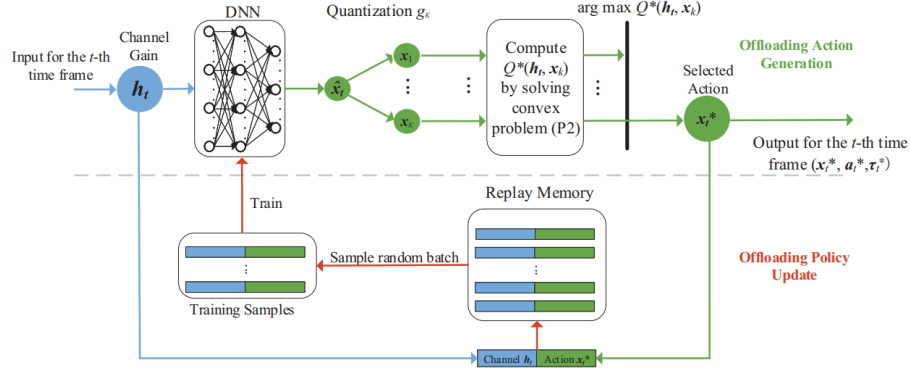 DNN
Quantization gK
arg max Q*(ht, xk)
Input for the t-th
time frame
Channel
Gain
ht
x̂t
x1
...
xK
...
Compute
Q*(ht, xk)
by solving
convex
problem (P2)
...
Offloading Action
Generation
Selected
Action
xt*
Output for the t-th time
frame (xt*, at*,τt*)
Train
Replay Memory
Sample random batch
...
...
Training Samples
Offloading Policy
Update
Channel ht
Action xt*